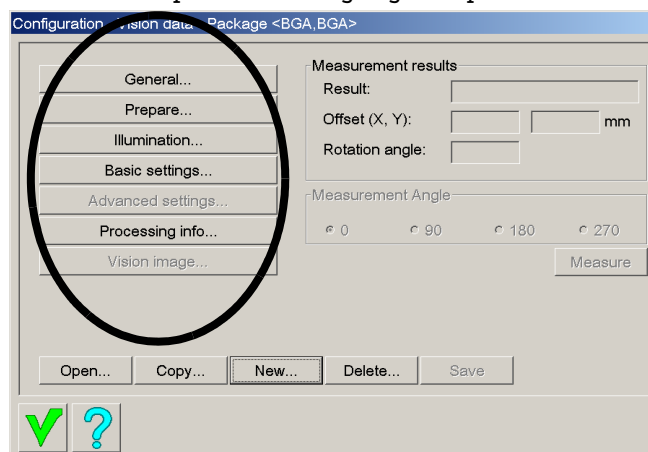 Configuration Vision data Package <BGA,BGA>
General...
Prepare...
Illumination...
Basic settings...
Advanced settings...
Processing info...
Vision image...
Measurement results
Result:
Offset (X, Y): mm
Rotation angle:
Measurement Angle
0 90 180 270
Measure
Open... Copy... New... Delete... Save